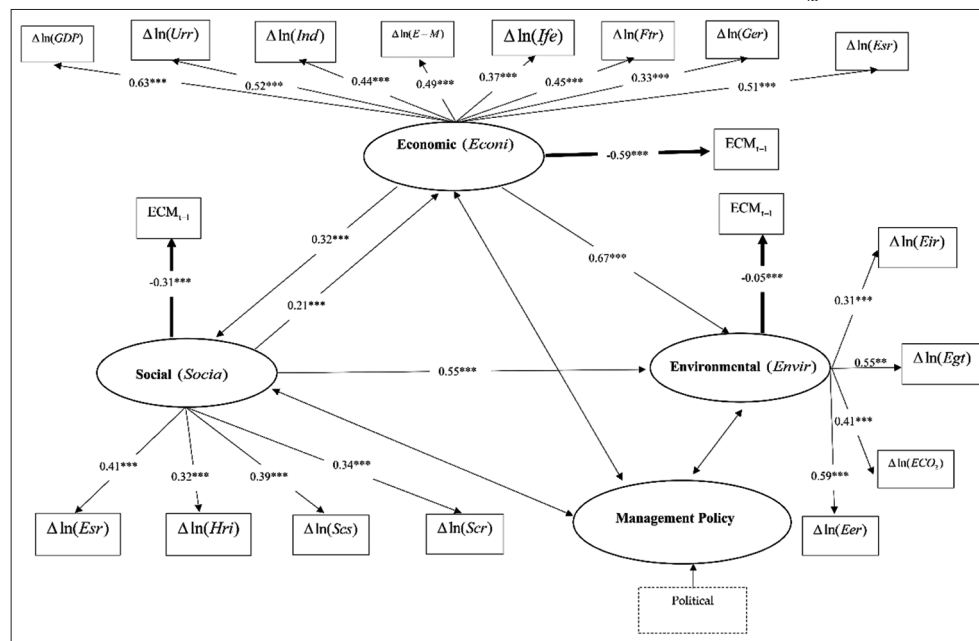 Δ ln(GDP)
Δ ln(Urr)
Δ ln(Ind)
Δ ln(E – M)
Δ ln(Ife)
Δ ln(Ftr)
Δ ln(Ger)
Δ ln(Esr)
0.63***
0.52***
0.44***
0.49***
0.37***
0.45***
0.33***
0.51***
Economic (Econi)
-0.59***
ECMₜ₋₁
ECMₜ₋₁
ECMₜ₋₁
Δ ln(Eir)
0.32***
0.67***
-0.31***
-0.05***
0.21***
0.31***
Social (Socia)
0.55***
Environmental (Envir)
0.55**
Δ ln(Egt)
0.41***
0.41***
0.32***
0.39***
0.34***
0.59***
Δ ln(ECO₂)
Δ ln(Esr)
Δ ln(Hri)
Δ ln(Scs)
Δ ln(Scr)
Management Policy
Δ ln(Eer)
Political